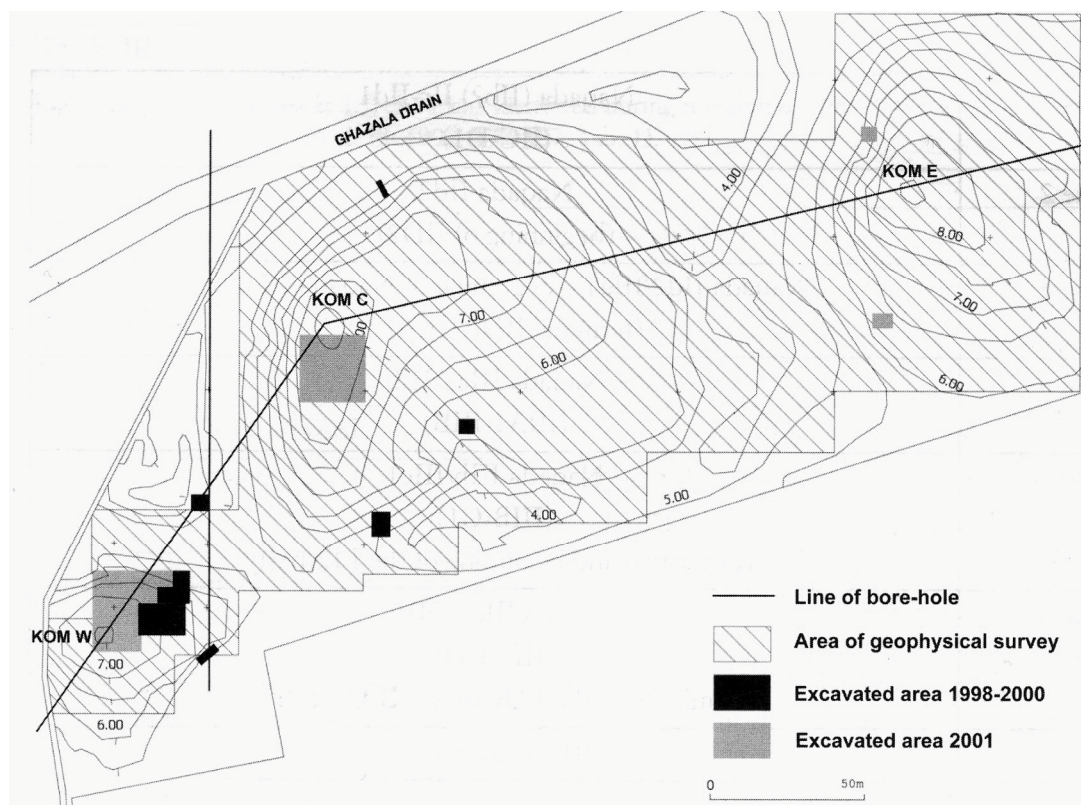 GHAZALA DRAIN
4.00
KOM E
8.00
KOM C
7.00
7.00
6.00
6.00
5.00
4.00
KOM W
7.00
6.00
Line of bore-hole
Area of geophysical survey
Excavated area 1998-2000
Excavated area 2001
0 50m